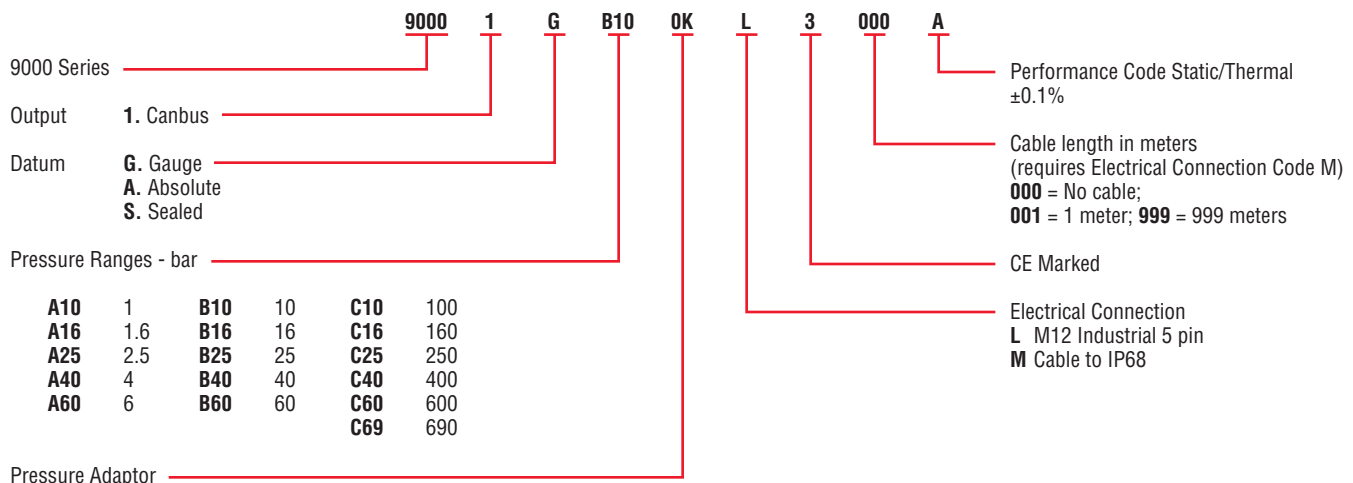 9000 1 G B10 0K L 3 000 A
9000 Series
Output 1. Canbus
Datum G. Gauge
A. Absolute
S. Sealed
Pressure Ranges - bar
A10 1 B10 10 C10 100
A16 1.6 B16 16 C16 160
A25 2.5 B25 25 C25 250
A40 4 B40 40 C40 400
A60 6 B60 60 C60 600
C69 690
Pressure Adaptor
Performance Code Static/Thermal
±0.1%
Cable length in meters
(requires Electrical Connection Code M)
000 = No cable;
001 = 1 meter; 999 = 999 meters
CE Marked
Electrical Connection
L M12 Industrial 5 pin
M Cable to IP68